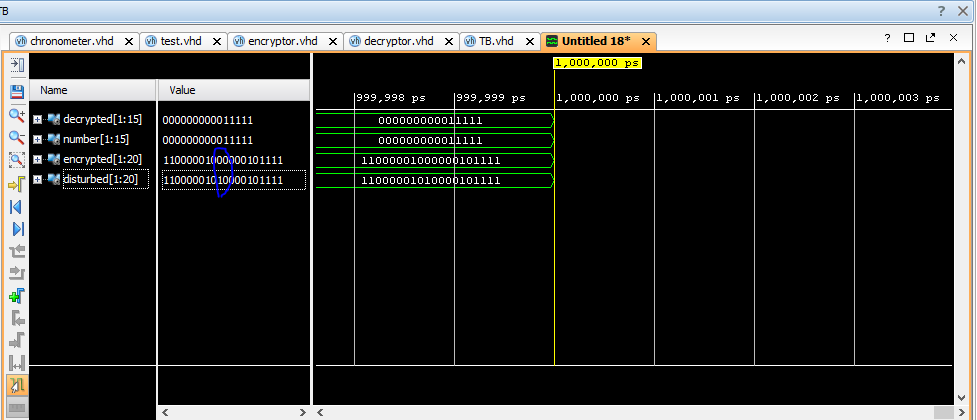 TB
?
chronometer.vhd
test.vhd
encryptor.vhd
decryptor.vhd
TB.vhd
Untitled 18*
?
1,000,000 ps
Name
Value
999,998 ps
999,999 ps
1,000,000 ps
1,000,001 ps
1,000,002 ps
1,000,003 ps
decrypted[1:15]
000000000011111
000000000011111
number[1:15]
000000000011111
000000000011111
encrypted[1:20]
11000001000000101111
11000001000000101111
disturbed[1:20]
11000001010000101111
11000001010000101111